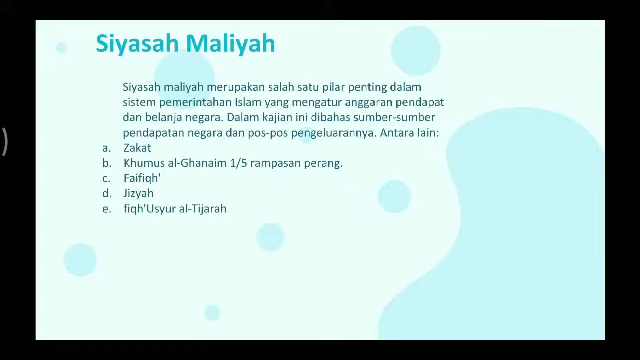 Siyasah Maliyah
Siyasah maliyah merupakan salah satu pilar penting dalam
sistem pemerintahan Islam yang mengatur anggaran pendapat
dan belanja negara. Dalam kajian ini dibahas sumber-sumber
pendapatan negara dan pos-pos pengeluarannya. Antara lain:
a. Zakat
b. Khumus al-Ghanaim 1/5 rampasan perang.
c. Faifiqh'
d. Jizyah
e. fiqh'Usyur al-Tijarah